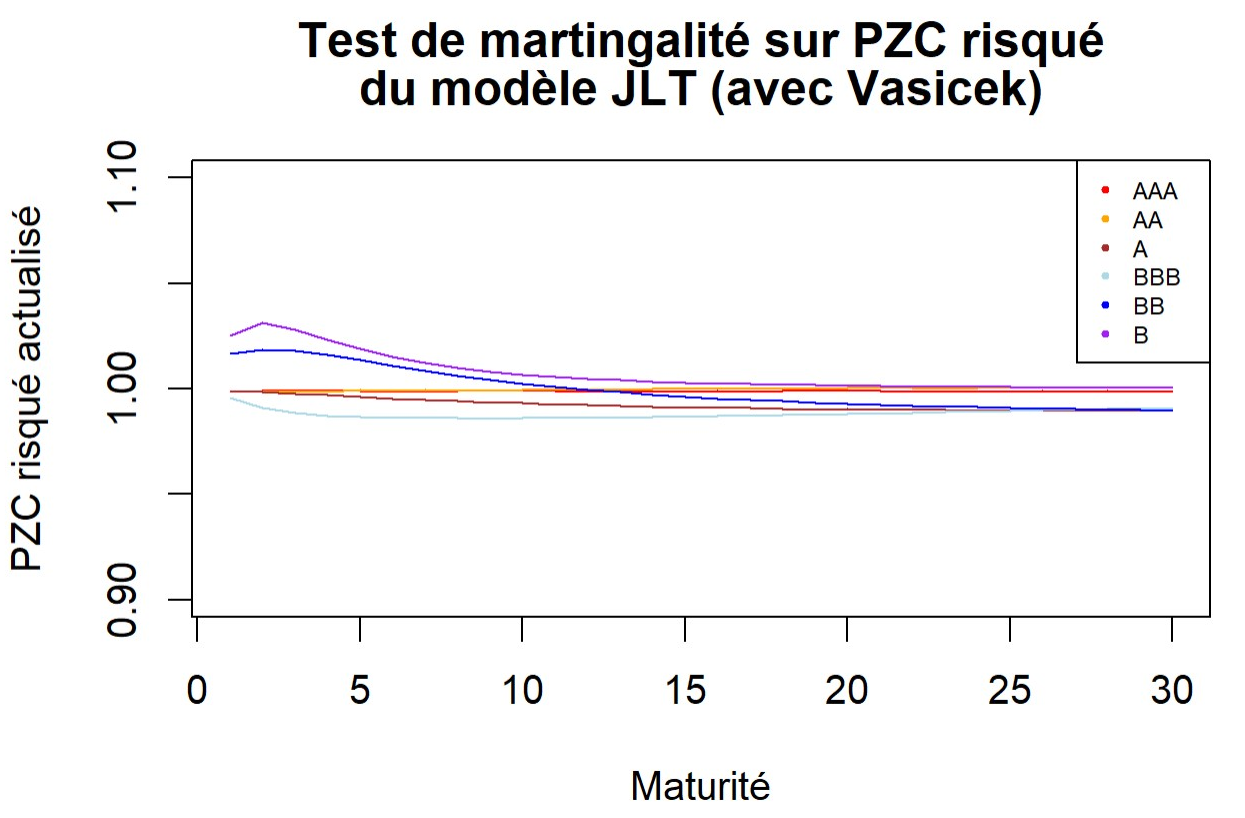 Test de martingalité sur PZC risqué
du modèle JLT (avec Vasicek)
PZC risqué actualisé
1.10
1.00
0.90
AAA
AA
A
BBB
BB
B
0 5 10 15 20 25 30
Maturité